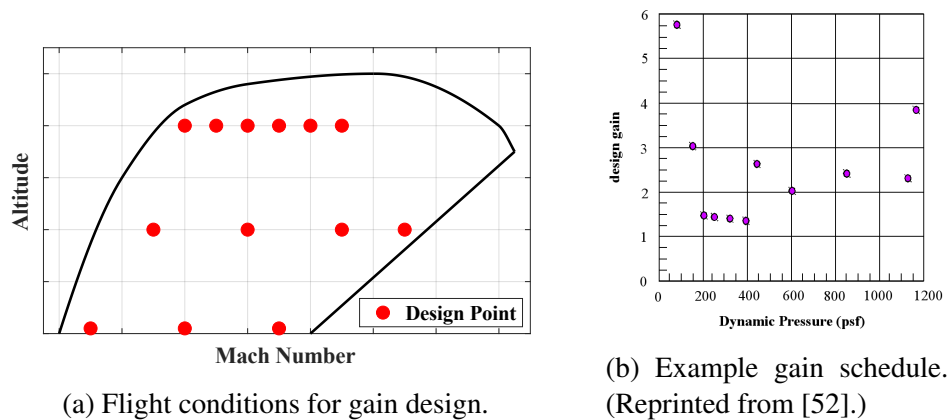 Altitude
Design Point
Mach Number
(a) Flight conditions for gain design.
6
5
4
3
2
1
0
design gain
0 200 400 600 800 1000 1200
Dynamic Pressure (psf)
(b) Example gain schedule.
(Reprinted from [52].)